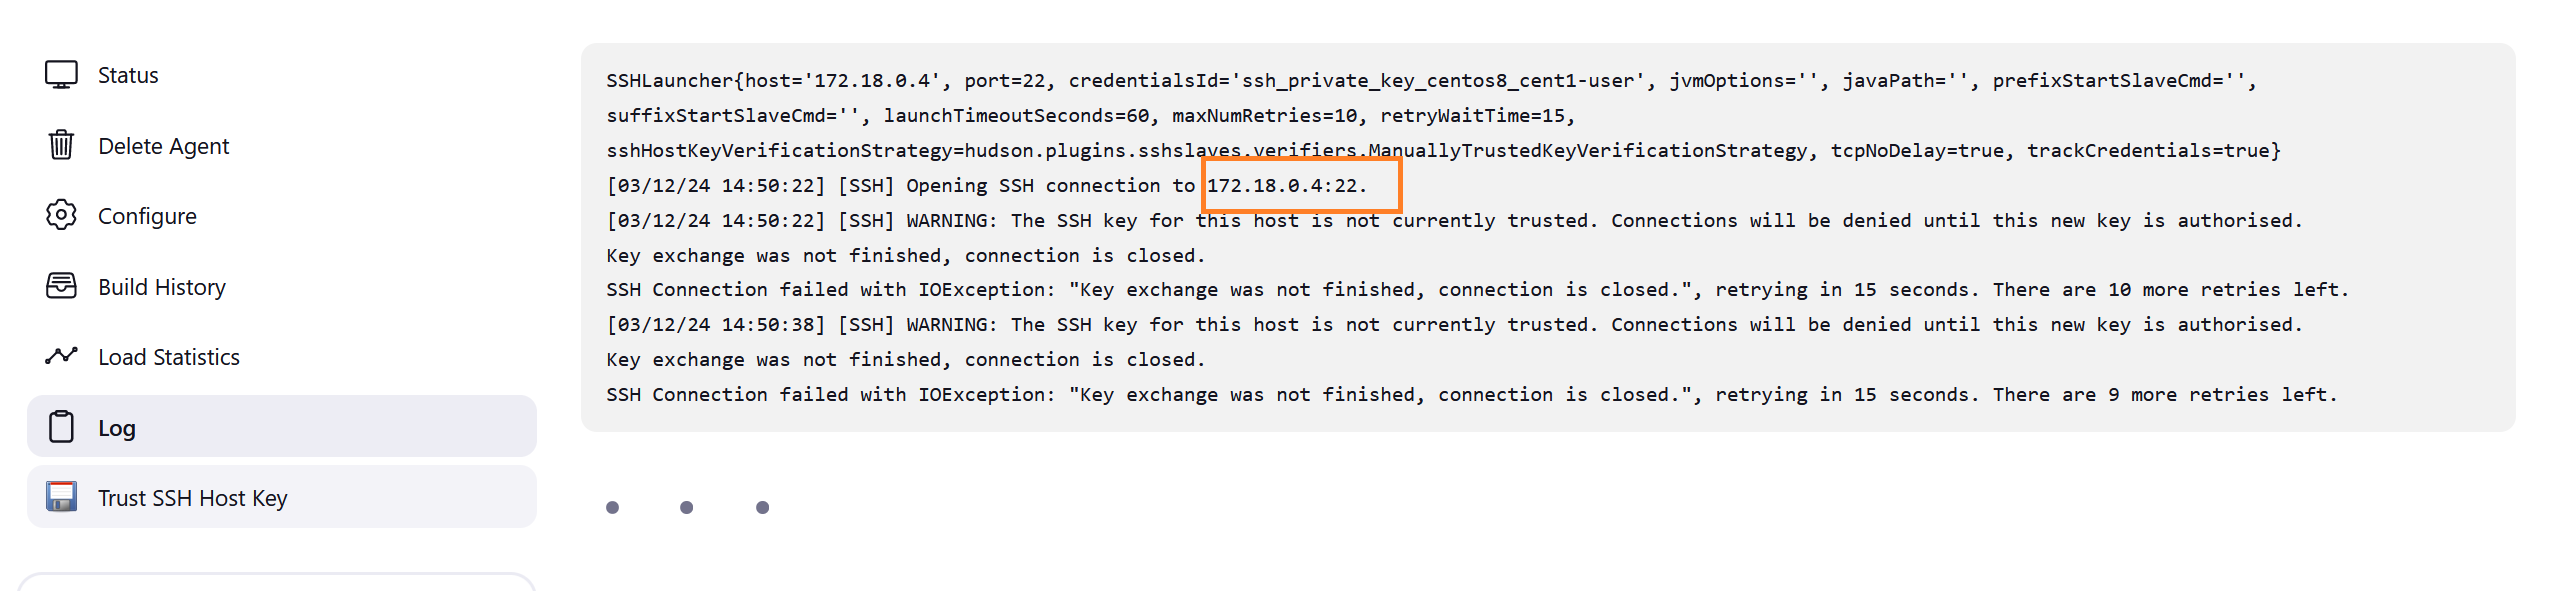 Status
Delete Agent
Configure
Build History
Load Statistics
Log
Trust SSH Host Key
SSHLauncher{host='172.18.0.4', port=22, credentialsId='ssh_private_key_centos8_cent1-user', jvmOptions='', javaPath='', prefixStartSlaveCmd='',
suffixStartSlaveCmd='', launchTimeoutSeconds=60, maxNumRetries=10, retryWaitTime=15,
sshHostKeyVerificationStrategy=hudson.plugins.sshslaves.verifiers.ManuallyTrustedKeyVerificationStrategy, tcpNoDelay=true, trackCredentials=true}
[03/12/24 14:50:22] [SSH] Opening SSH connection to 172.18.0.4:22.
[03/12/24 14:50:22] [SSH] WARNING: The SSH key for this host is not currently trusted. Connections will be denied until this new key is authorised.
Key exchange was not finished, connection is closed.
SSH Connection failed with IOException: "Key exchange was not finished, connection is closed.", retrying in 15 seconds. There are 10 more retries left.
[03/12/24 14:50:38] [SSH] WARNING: The SSH key for this host is not currently trusted. Connections will be denied until this new key is authorised.
Key exchange was not finished, connection is closed.
SSH Connection failed with IOException: "Key exchange was not finished, connection is closed.", retrying in 15 seconds. There are 9 more retries left.